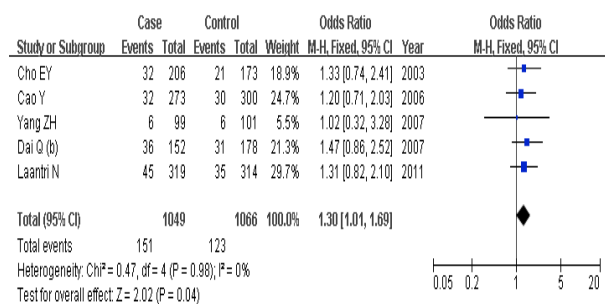 Case Control Odds Ratio Odds Ratio
Study or Subgroup Events Total Events Total Weight M-H, Fixed, 95% CI Year M-H, Fixed, 95% CI
Cho EY 32 206 21 173 18.9% 1.33 [0.74, 2.41] 2003
Cao Y 32 273 30 300 24.7% 1.20 [0.71, 2.03] 2006
Yang ZH 6 99 6 101 5.5% 1.02 [0.32, 3.28] 2007
Dai Q (b) 36 152 31 178 21.3% 1.47 [0.86, 2.52] 2007
Laantri N 45 319 35 314 29.7% 1.31 [0.82, 2.10] 2011
Total (95% CI) 1049 1066 100.0% 1.30 [1.01, 1.69]
Total events 151 123
Heterogeneity: Chi² = 0.47, df = 4 (P = 0.98); I² = 0%
Test for overall effect: Z = 2.02 (P = 0.04)
0.05 0.2 1 5 20